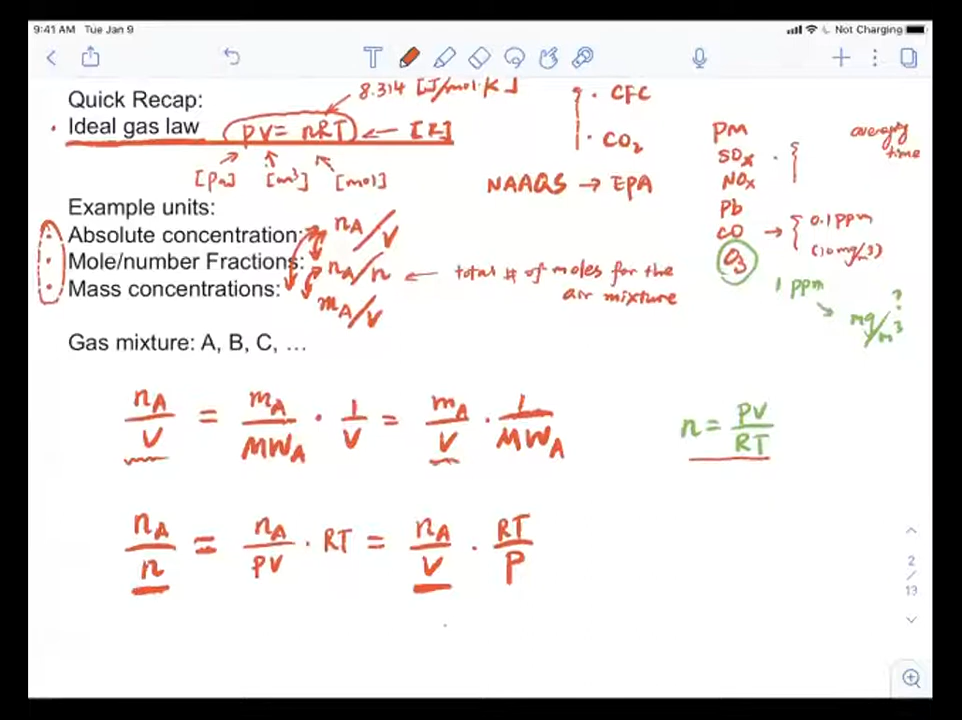 9:41 AM Tue Jan 9
Not Charging
T
Quick Recap:
8.314 [J/mol·K]
Ideal gas law PV = nRT ← [K]
[Pa] [m³] [mol]
· CFC
· CO₂
NAAQS → EPA
PM
SOx
NOx
Pb
CO → { 0.1 ppm
(10 mg/m³)
O₃
averaging
time
1 ppm
mg/m³ ?
Example units:
· Absolute concentration: nA/V
· Mole/number Fractions: nA/n ← total # of moles for the
air mixture
· Mass concentrations: mA/V
Gas mixture: A, B, C, …
nA/V = mA/MWA · 1/V = mA/V · 1/MWA
n = PV/RT
nA/n = nA/PV · RT = nA/V · RT/P
2
/
13